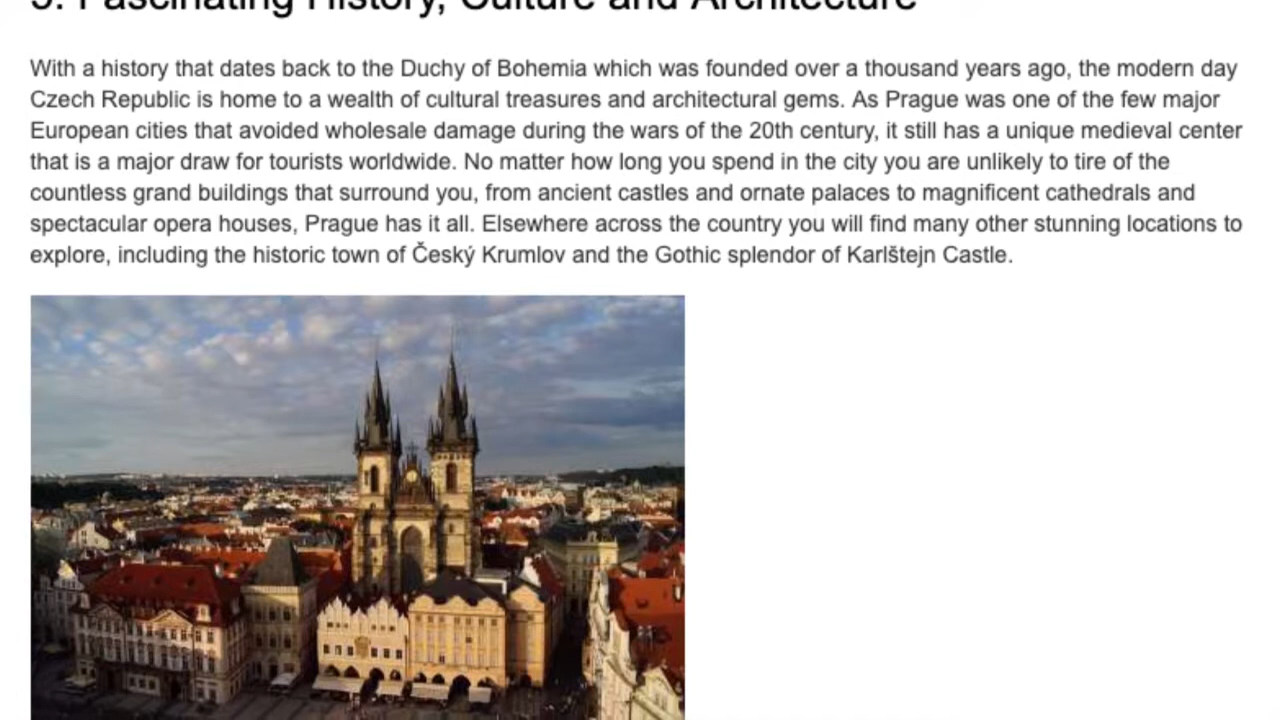 5. Fascinating History, Culture and Architecture
With a history that dates back to the Duchy of Bohemia which was founded over a thousand years ago, the modern day
Czech Republic is home to a wealth of cultural treasures and architectural gems. As Prague was one of the few major
European cities that avoided wholesale damage during the wars of the 20th century, it still has a unique medieval center
that is a major draw for tourists worldwide. No matter how long you spend in the city you are unlikely to tire of the
countless grand buildings that surround you, from ancient castles and ornate palaces to magnificent cathedrals and
spectacular opera houses, Prague has it all. Elsewhere across the country you will find many other stunning locations to
explore, including the historic town of Český Krumlov and the Gothic splendor of Karlštejn Castle.